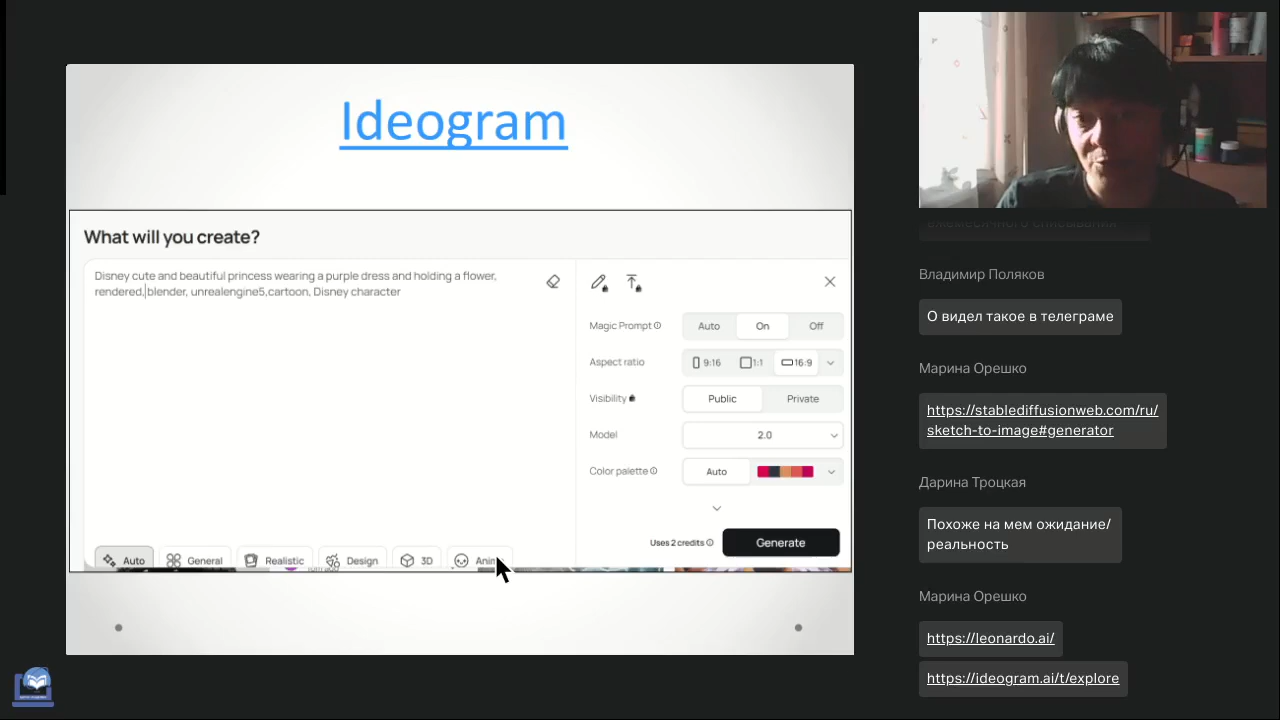 Ideogram
What will you create?
Disney cute and beautiful princess wearing a purple dress and holding a flower,
rendered, blender, unrealengine5,cartoon, Disney character
Magic Prompt
Auto
On
Off
Aspect ratio
9:16
1:1
16:9
Visibility
Public
Private
Model
2.0
Color palette
Auto
Uses 2 credits
Generate
Auto
General
Realistic
Design
3D
ежемесячного списывания
Владимир Поляков
О видел такое в телеграме
Марина Орешко
https://stablediffusionweb.com/ru/
sketch-to-image#generator
Дарина Троцкая
Похоже на мем ожидание/
реальность
Марина Орешко
https://leonardo.ai/
https://ideogram.ai/t/explore